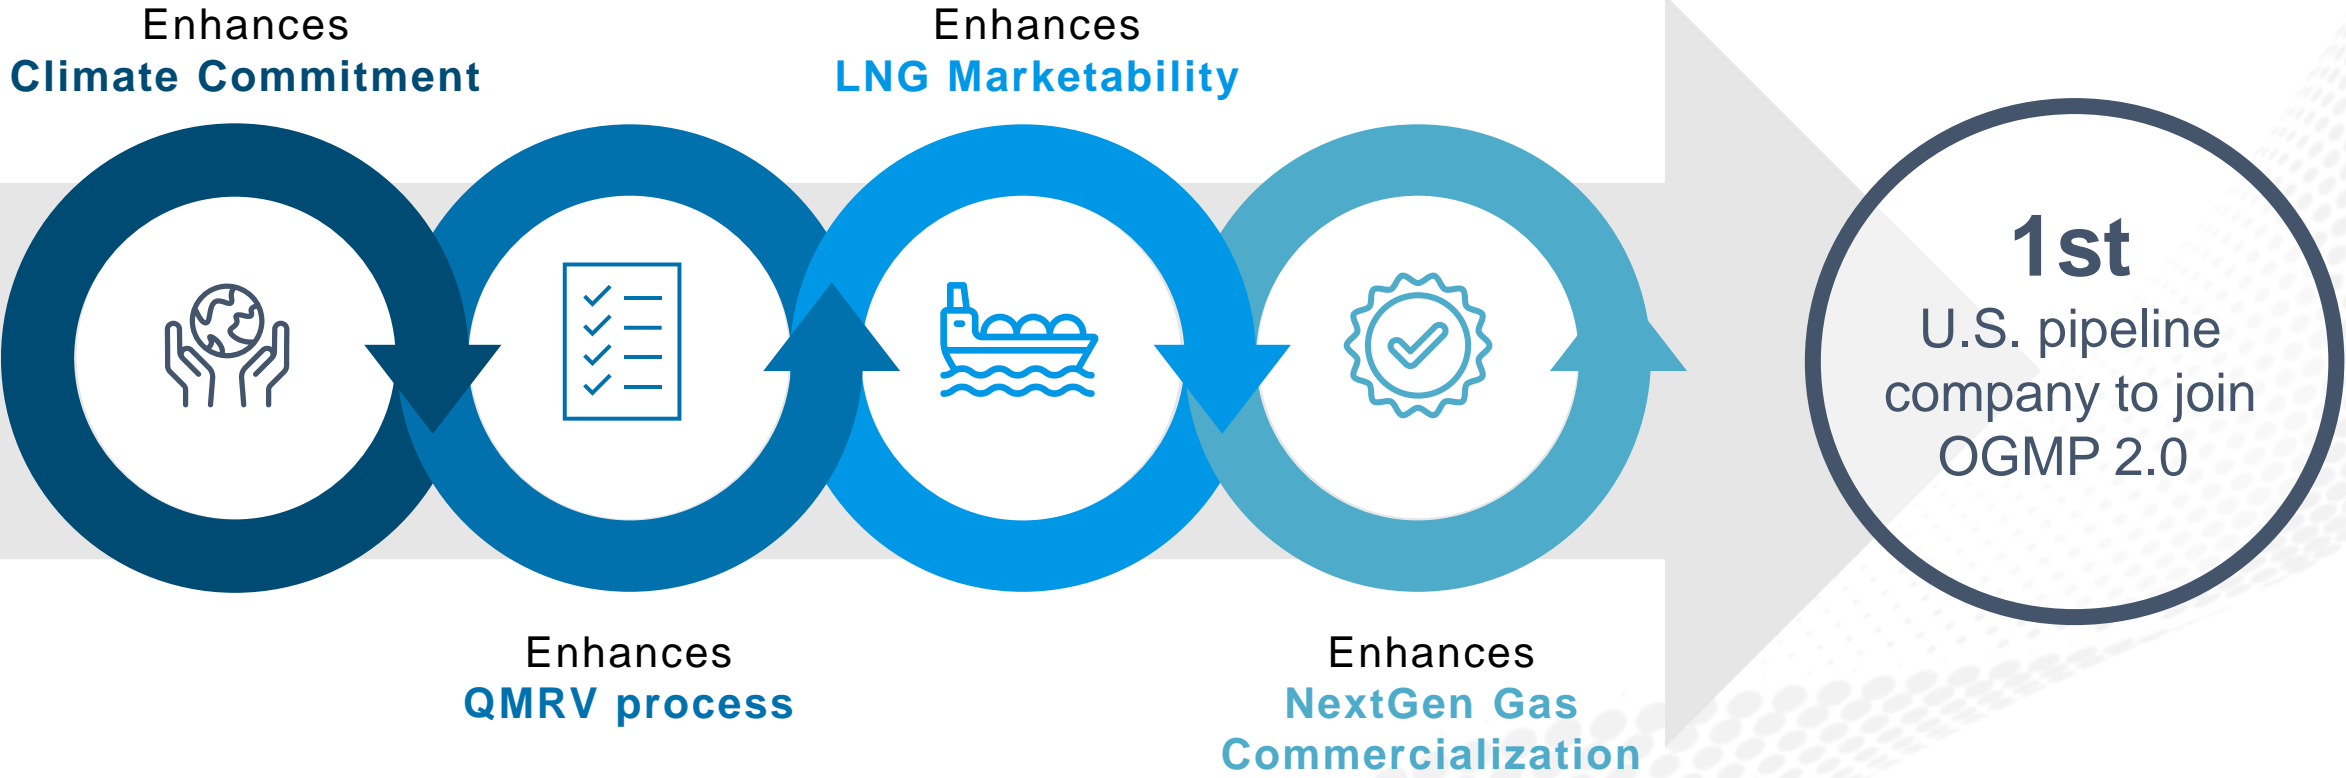 Enhances
Climate Commitment
Enhances
QMRV process
Enhances
LNG Marketability
Enhances
NextGen Gas
Commercialization
1st
U.S. pipeline
company to join
OGMP 2.0